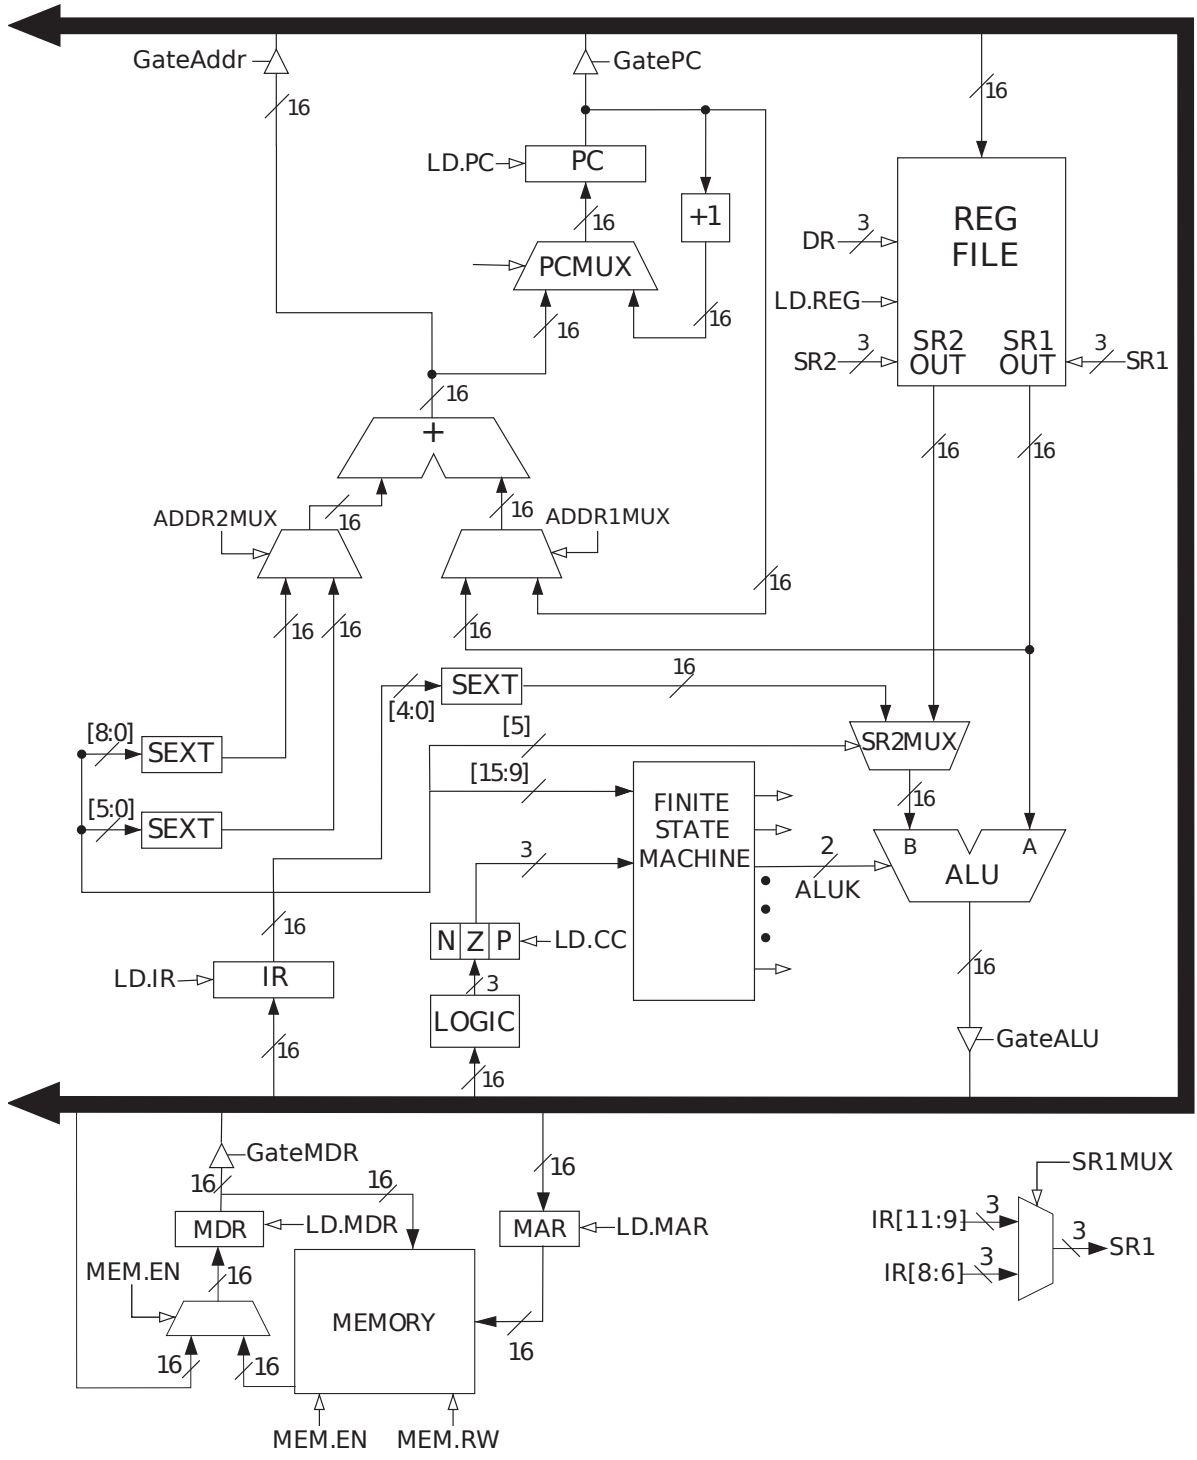 GateAddr
GatePC
16
16
LD.PC
PC
+1
16
PCMUX
16
16
DR
3
REG
FILE
LD.REG
SR2
3
SR2
OUT
SR1
OUT
3
SR1
16
+
16
16
16
16
ADDR2MUX
16
ADDR1MUX
16
16
16
16
[4:0]
SEXT
16
[8:0]
SEXT
[5]
SR2MUX
[15:9]
[5:0]
SEXT
16
FINITE
STATE
MACHINE
3
2
ALUK
B
A
ALU
16
N
Z
P
LD.CC
16
LD.IR
IR
3
LOGIC
GateALU
16
16
GateMDR
16
16
16
MDR
LD.MDR
MAR
LD.MAR
SR1MUX
IR[11:9]
3
3
SR1
IR[8:6]
3
MEM.EN
16
MEMORY
16
16
16
MEM.EN
MEM.RW